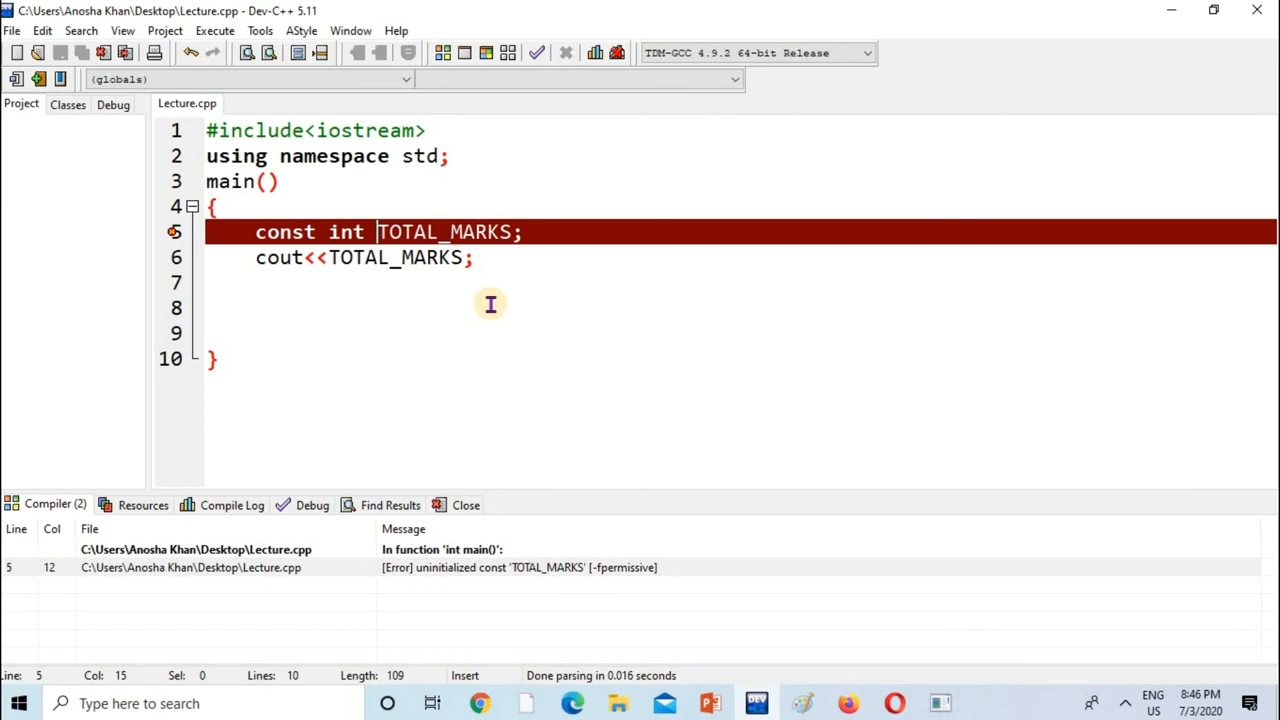 C:\Users\Anosha Khan\Desktop\Lecture.cpp - Dev-C++ 5.11
File Edit Search View Project Execute Tools AStyle Window Help
TDM-GCC 4.9.2 64-bit Release
(globals)
Project Classes Debug Lecture.cpp
1 #include<iostream>
2 using namespace std;
3 main()
4 {
5 const int TOTAL_MARKS;
6 cout<<TOTAL_MARKS;
7
8
9
10 }
Compiler (2) Resources Compile Log Debug Find Results Close
Line Col File Message
C:\Users\Anosha Khan\Desktop\Lecture.cpp In function 'int main()':
5 12 C:\Users\Anosha Khan\Desktop\Lecture.cpp [Error] uninitialized const 'TOTAL_MARKS' [-fpermissive]
Line: 5 Col: 15 Sel: 0 Lines: 10 Length: 109 Insert Done parsing in 0.016 seconds
Type here to search DEV ENG 8:46 PM
US 7/3/2020